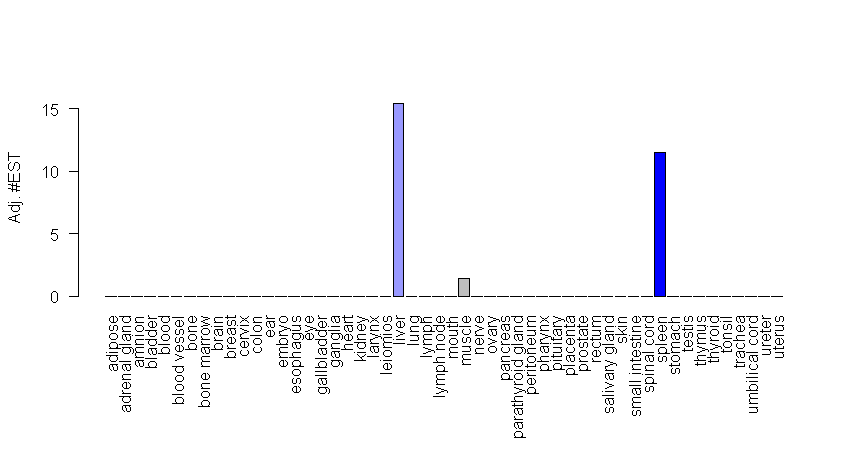 Adj. #EST
15
10
5
0
adipose
adrenal gland
amnion
bladder
blood
blood vessel
bone
bone marrow
brain
breast
cervix
colon
ear
embryo
esophagus
eye
gallbladder
ganglia
heart
kidney
larynx
leiomios
liver
lung
lymph
lymph node
mouth
muscle
nerve
ovary
pancreas
parathyroid gland
peritoneum
pharynx
pituitary
placenta
prostate
rectum
salivary gland
skin
small intestine
spinal cord
spleen
stomach
testis
thymus
thyroid
tonsil
trachea
umbilical cord
ureter
uterus